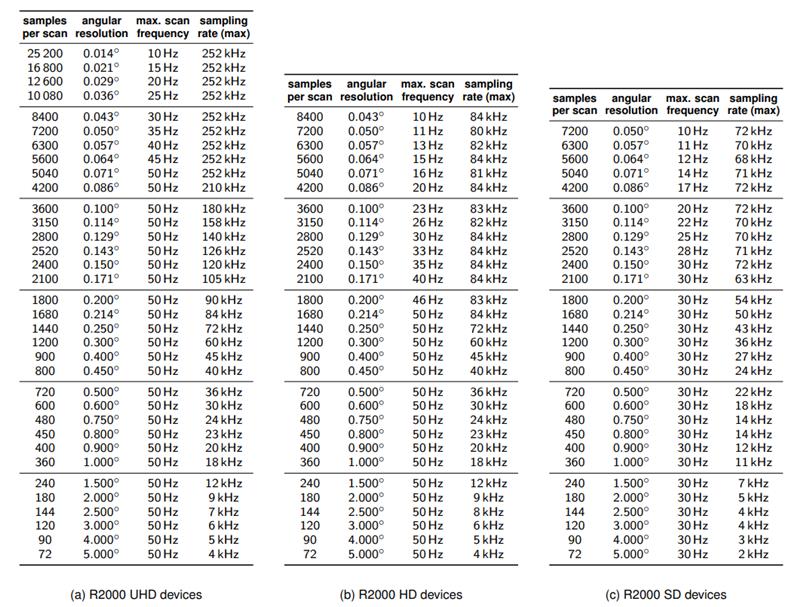 samples angular max. scan sampling
per scan resolution frequency rate (max)
25 200 0.014° 10 Hz 252 kHz
16 800 0.021° 15 Hz 252 kHz
12 600 0.029° 20 Hz 252 kHz
10 080 0.036° 25 Hz 252 kHz
8400 0.043° 30 Hz 252 kHz
7200 0.050° 35 Hz 252 kHz
6300 0.057° 40 Hz 252 kHz
5600 0.064° 45 Hz 252 kHz
5040 0.071° 50 Hz 252 kHz
4200 0.086° 50 Hz 210 kHz
3600 0.100° 50 Hz 180 kHz
3150 0.114° 50 Hz 158 kHz
2800 0.129° 50 Hz 140 kHz
2520 0.143° 50 Hz 126 kHz
2400 0.150° 50 Hz 120 kHz
2100 0.171° 50 Hz 105 kHz
1800 0.200° 50 Hz 90 kHz
1680 0.214° 50 Hz 84 kHz
1440 0.250° 50 Hz 72 kHz
1200 0.300° 50 Hz 60 kHz
900 0.400° 50 Hz 45 kHz
800 0.450° 50 Hz 40 kHz
720 0.500° 50 Hz 36 kHz
600 0.600° 50 Hz 30 kHz
480 0.750° 50 Hz 24 kHz
450 0.800° 50 Hz 23 kHz
400 0.900° 50 Hz 20 kHz
360 1.000° 50 Hz 18 kHz
240 1.500° 50 Hz 12 kHz
180 2.000° 50 Hz 9 kHz
144 2.500° 50 Hz 7 kHz
120 3.000° 50 Hz 6 kHz
90 4.000° 50 Hz 5 kHz
72 5.000° 50 Hz 4 kHz
(a) R2000 UHD devices
samples angular max. scan sampling
per scan resolution frequency rate (max)
8400 0.043° 10 Hz 84 kHz
7200 0.050° 11 Hz 80 kHz
6300 0.057° 13 Hz 82 kHz
5600 0.064° 15 Hz 84 kHz
5040 0.071° 16 Hz 81 kHz
4200 0.086° 20 Hz 84 kHz
3600 0.100° 23 Hz 83 kHz
3150 0.114° 26 Hz 82 kHz
2800 0.129° 30 Hz 84 kHz
2520 0.143° 33 Hz 84 kHz
2400 0.150° 35 Hz 84 kHz
2100 0.171° 40 Hz 84 kHz
1800 0.200° 46 Hz 83 kHz
1680 0.214° 50 Hz 84 kHz
1440 0.250° 50 Hz 72 kHz
1200 0.300° 50 Hz 60 kHz
900 0.400° 50 Hz 45 kHz
800 0.450° 50 Hz 40 kHz
720 0.500° 50 Hz 36 kHz
600 0.600° 50 Hz 30 kHz
480 0.750° 50 Hz 24 kHz
450 0.800° 50 Hz 23 kHz
400 0.900° 50 Hz 20 kHz
360 1.000° 50 Hz 18 kHz
240 1.500° 50 Hz 12 kHz
180 2.000° 50 Hz 9 kHz
144 2.500° 50 Hz 8 kHz
120 3.000° 50 Hz 6 kHz
90 4.000° 50 Hz 5 kHz
72 5.000° 50 Hz 4 kHz
(b) R2000 HD devices
samples angular max. scan sampling
per scan resolution frequency rate (max)
7200 0.050° 10 Hz 72 kHz
6300 0.057° 11 Hz 70 kHz
5600 0.064° 12 Hz 68 kHz
5040 0.071° 14 Hz 71 kHz
4200 0.086° 17 Hz 72 kHz
3600 0.100° 20 Hz 72 kHz
3150 0.114° 22 Hz 70 kHz
2800 0.129° 25 Hz 70 kHz
2520 0.143° 28 Hz 71 kHz
2400 0.150° 30 Hz 72 kHz
2100 0.171° 30 Hz 63 kHz
1800 0.200° 30 Hz 54 kHz
1680 0.214° 30 Hz 50 kHz
1440 0.250° 30 Hz 43 kHz
1200 0.300° 30 Hz 36 kHz
900 0.400° 30 Hz 27 kHz
800 0.450° 30 Hz 24 kHz
720 0.500° 30 Hz 22 kHz
600 0.600° 30 Hz 18 kHz
480 0.750° 30 Hz 14 kHz
450 0.800° 30 Hz 14 kHz
400 0.900° 30 Hz 12 kHz
360 1.000° 30 Hz 11 kHz
240 1.500° 30 Hz 7 kHz
180 2.000° 30 Hz 5 kHz
144 2.500° 30 Hz 4 kHz
120 3.000° 30 Hz 4 kHz
90 4.000° 30 Hz 3 kHz
72 5.000° 30 Hz 2 kHz
(c) R2000 SD devices